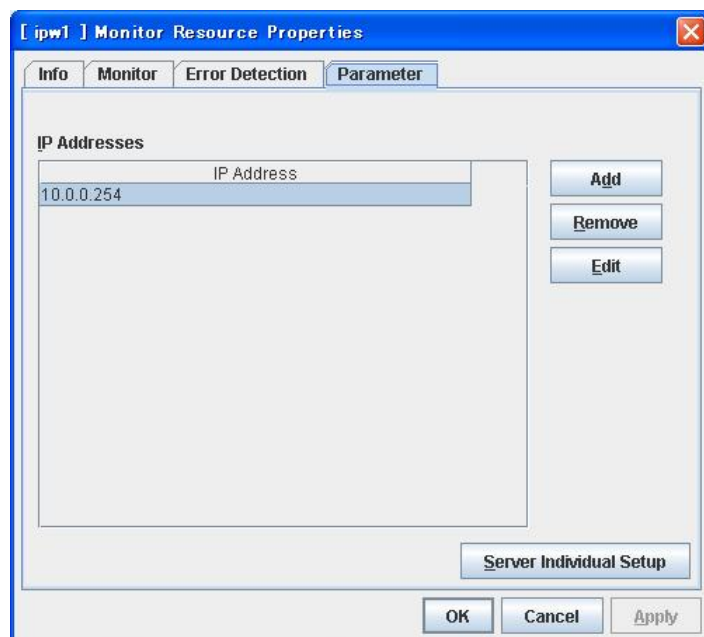 [ ipw1 ] Monitor Resource Properties
Info Monitor Error Detection Parameter
IP Addresses
IP Address
10.0.0.254
Add
Remove
Edit
Server Individual Setup
OK Cancel Apply